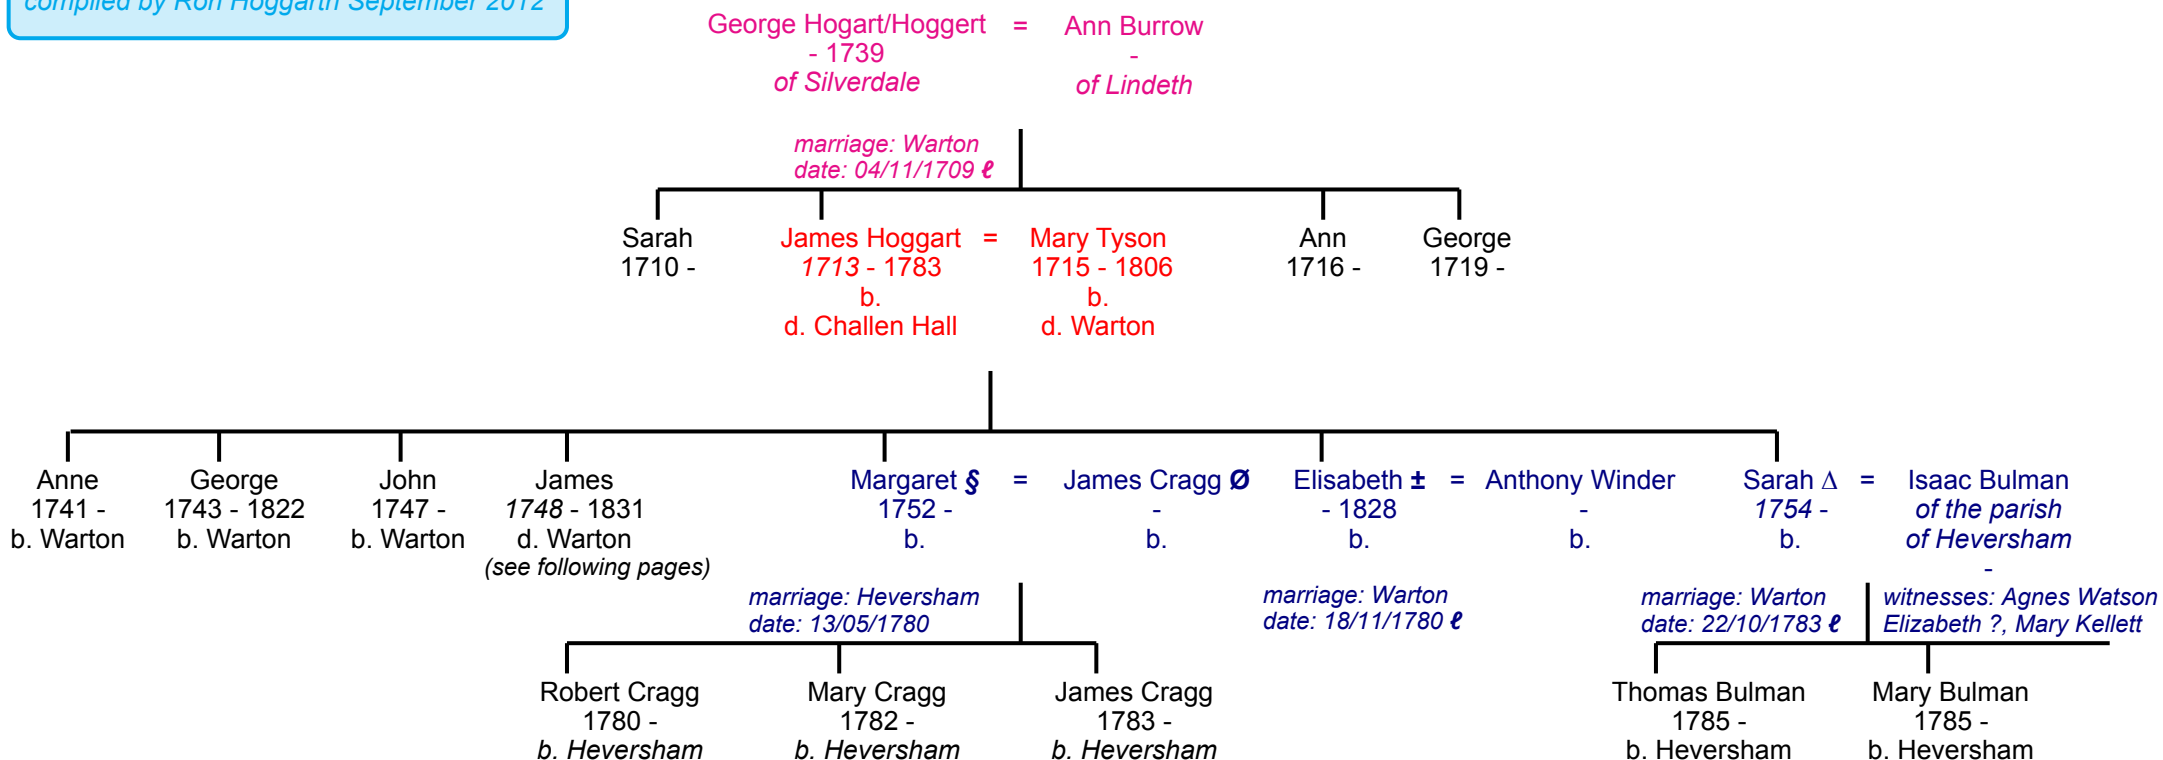 compiled by Ron Hoggarth September 2012
George Hogart/Hoggert = Ann Burrow
- 1739 -
of Silverdale of Lindeth
marriage: Warton
date: 04/11/1709 ℓ
Sarah James Hoggart = Mary Tyson Ann George
1710 - 1713 - 1783 1715 - 1806 1716 - 1719 -
b. b.
d. Challen Hall d. Warton
Anne George John James Margaret § = James Cragg Ø Elisabeth ± = Anthony Winder Sarah Δ = Isaac Bulman
1741 - 1743 - 1822 1747 - 1748 - 1831 1752 - - - 1828 - 1754 - of the parish
b. Warton b. Warton b. Warton d. Warton b. b. b. b. b. of Heversham
(see following pages) -
marriage: Heversham marriage: Warton marriage: Warton witnesses: Agnes Watson
date: 13/05/1780 date: 18/11/1780 ℓ date: 22/10/1783 ℓ Elizabeth ?, Mary Kellett
Robert Cragg Mary Cragg James Cragg Thomas Bulman Mary Bulman
1780 - 1782 - 1783 - 1785 - 1785 -
b. Heversham b. Heversham b. Heversham b. Heversham b. Heversham